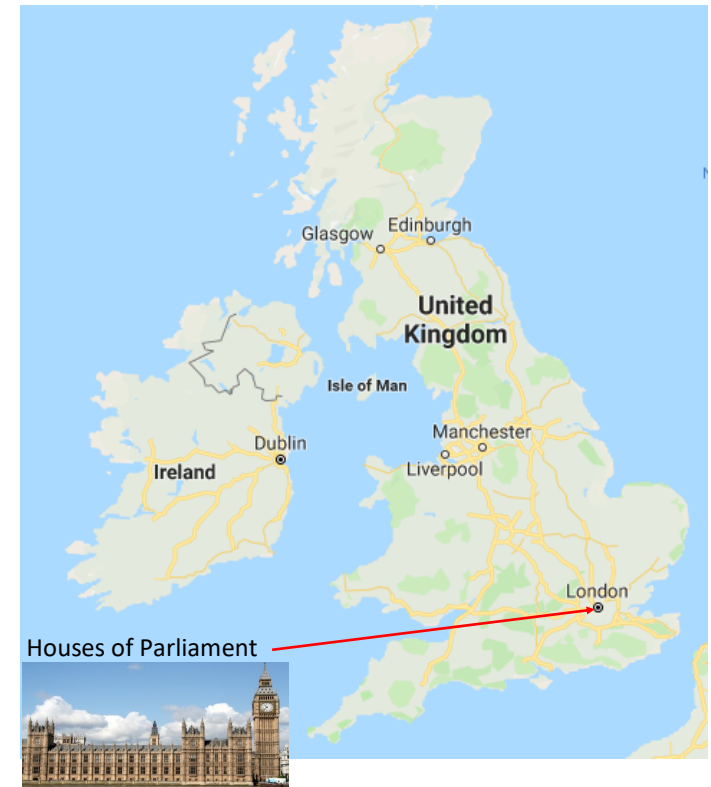 Edinburgh
Glasgow
United
Kingdom
Isle of Man
Manchester
Dublin
Liverpool
Ireland
London
Houses of Parliament